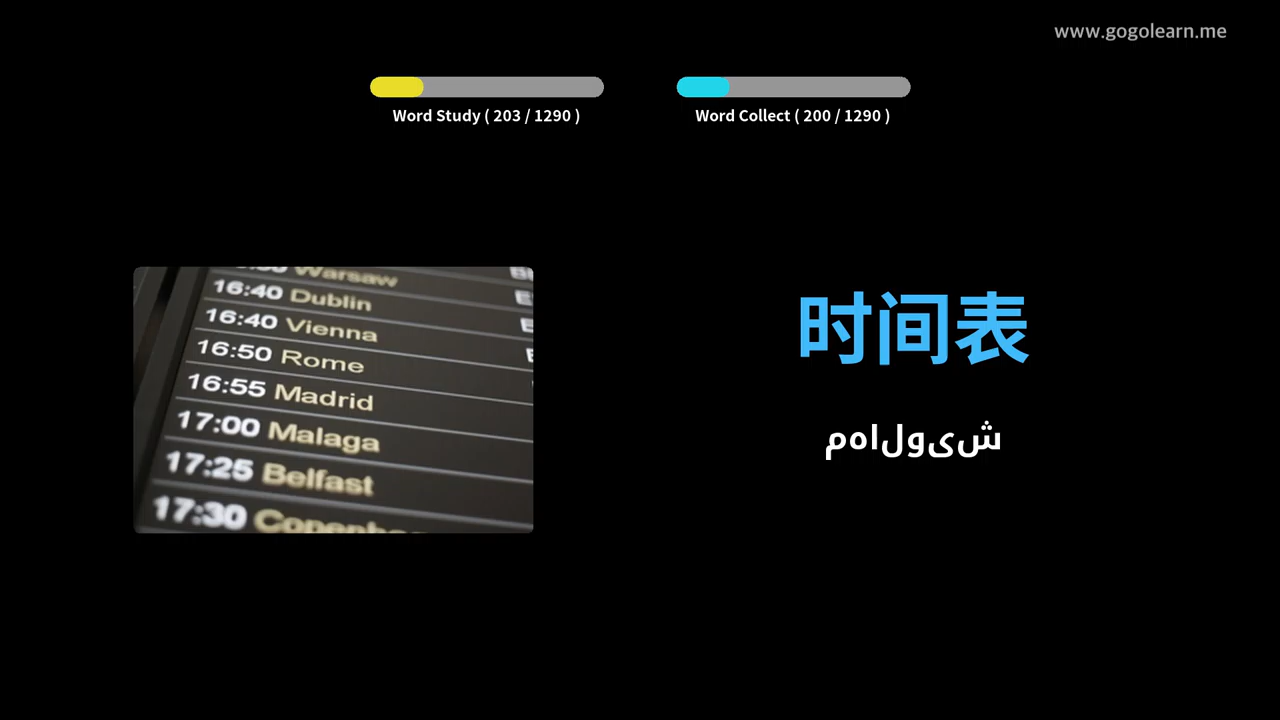 www.gogolearn.me
Word Study ( 203 / 1290 )
Word Collect ( 200 / 1290 )
Warsaw
16:40 Dublin
16:40 Vienna
16:50 Rome
16:55 Madrid
17:00 Malaga
17:25 Belfast
17:30
时间表
مهالویش